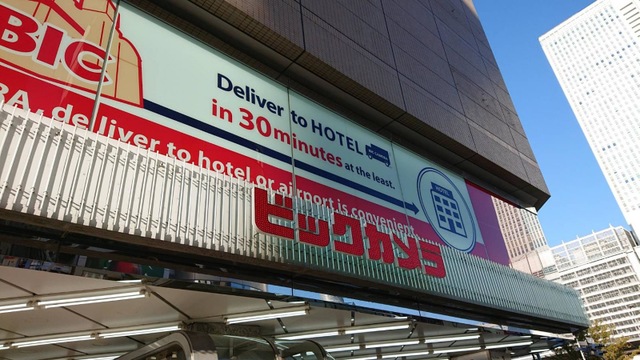 BIC
Deliver to HOTEL
in 30 minutes at the least.
RA, deliver to hotel or airport is convenient.
HOTEL
ビックカメラ